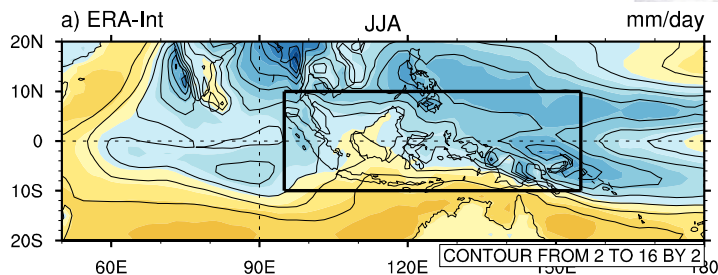 a) ERA-Int JJA mm/day
20N
10N
0
10S
20S
60E 90E 120E 150E 180
CONTOUR FROM 2 TO 16 BY 2